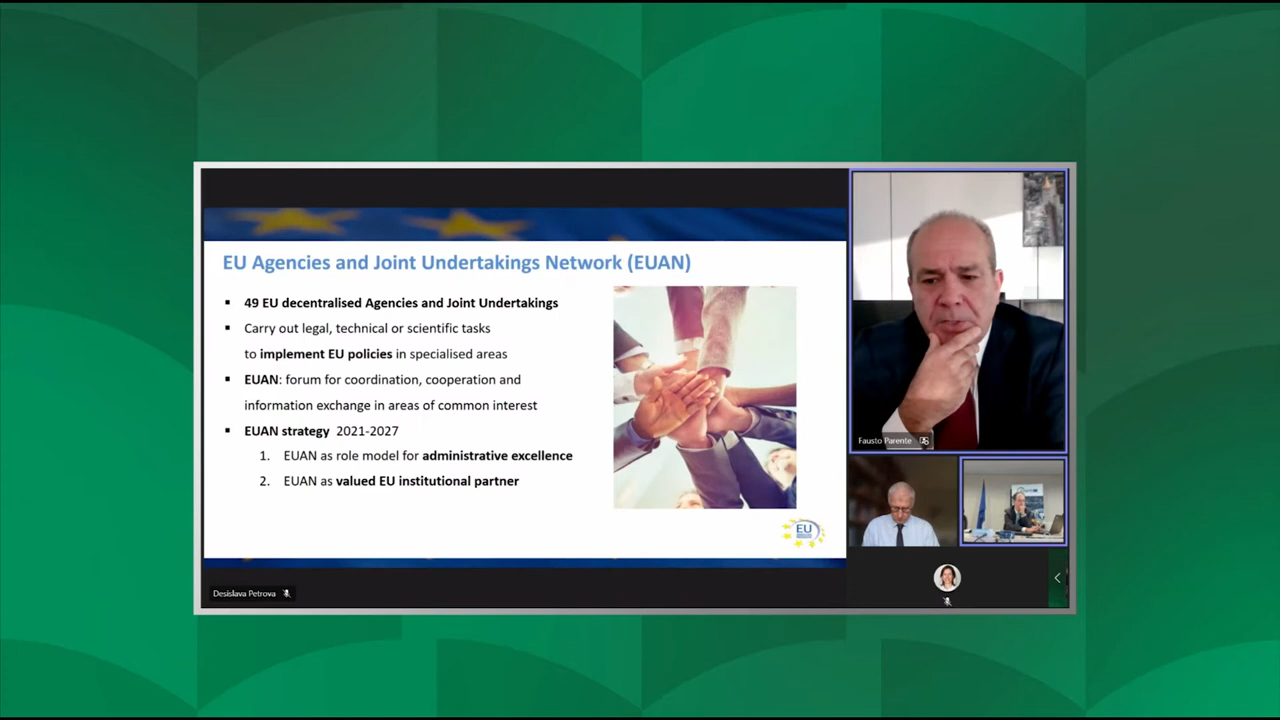 EU Agencies and Joint Undertakings Network (EUAN)
▪ 49 EU decentralised Agencies and Joint Undertakings
▪ Carry out legal, technical or scientific tasks
to implement EU policies in specialised areas
▪ EUAN: forum for coordination, cooperation and
information exchange in areas of common interest
▪ EUAN strategy 2021-2027
1. EUAN as role model for administrative excellence
2. EUAN as valued EU institutional partner
EU
Desislava Petrova
Fausto Parente